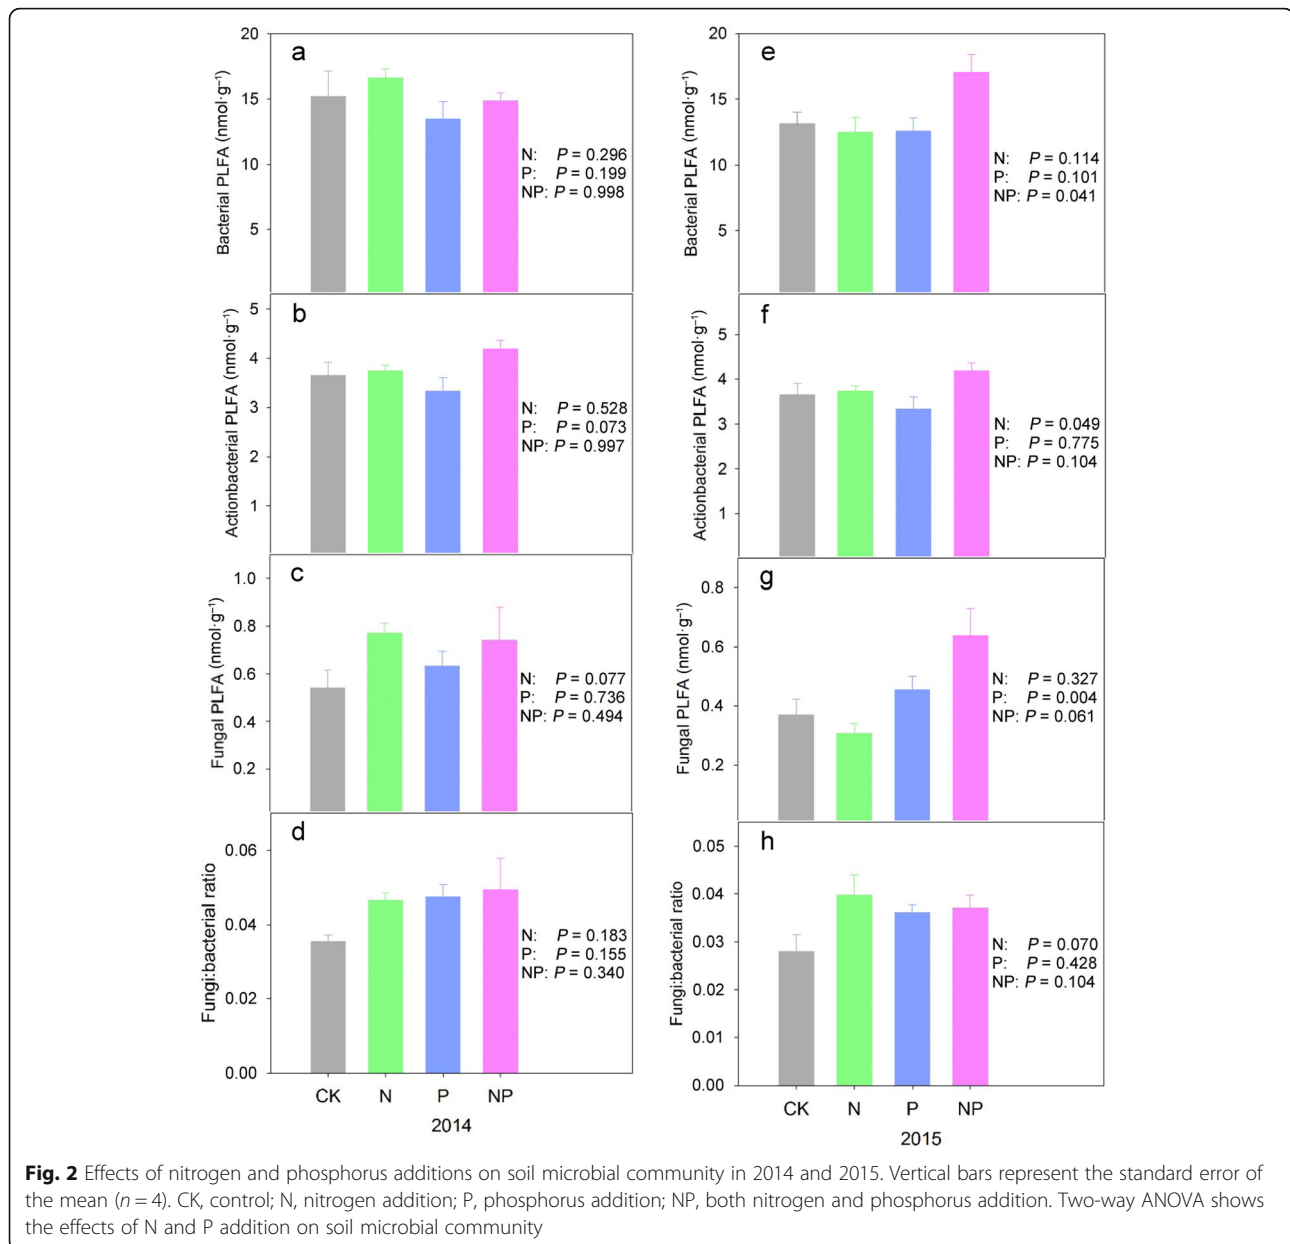 a
20
15
10
5
Bacterial PLFA (nmol·g⁻¹)
N: P = 0.296
P: P = 0.199
NP: P = 0.998
e
20
15
10
5
Bacterial PLFA (nmol·g⁻¹)
N: P = 0.114
P: P = 0.101
NP: P = 0.041
b
5
4
3
2
1
Actionbacterial PLFA (nmol·g⁻¹)
N: P = 0.528
P: P = 0.073
NP: P = 0.997
f
5
4
3
2
1
Actionbacterial PLFA (nmol·g⁻¹)
N: P = 0.049
P: P = 0.775
NP: P = 0.104
c
1.0
0.8
0.6
0.4
0.2
Fungal PLFA (nmol·g⁻¹)
N: P = 0.077
P: P = 0.736
NP: P = 0.494
g
0.8
0.6
0.4
0.2
Fungal PLFA (nmol·g⁻¹)
N: P = 0.327
P: P = 0.004
NP: P = 0.061
d
0.06
0.04
0.02
0.00
Fungi:bacterial ratio
N: P = 0.183
P: P = 0.155
NP: P = 0.340
CK N P NP
2014
h
0.05
0.04
0.03
0.02
0.01
0.00
Fungi:bacterial ratio
N: P = 0.070
P: P = 0.428
NP: P = 0.104
CK N P NP
2015
Fig. 2 Effects of nitrogen and phosphorus additions on soil microbial community in 2014 and 2015. Vertical bars represent the standard error of
the mean (n = 4). CK, control; N, nitrogen addition; P, phosphorus addition; NP, both nitrogen and phosphorus addition. Two-way ANOVA shows
the effects of N and P addition on soil microbial community